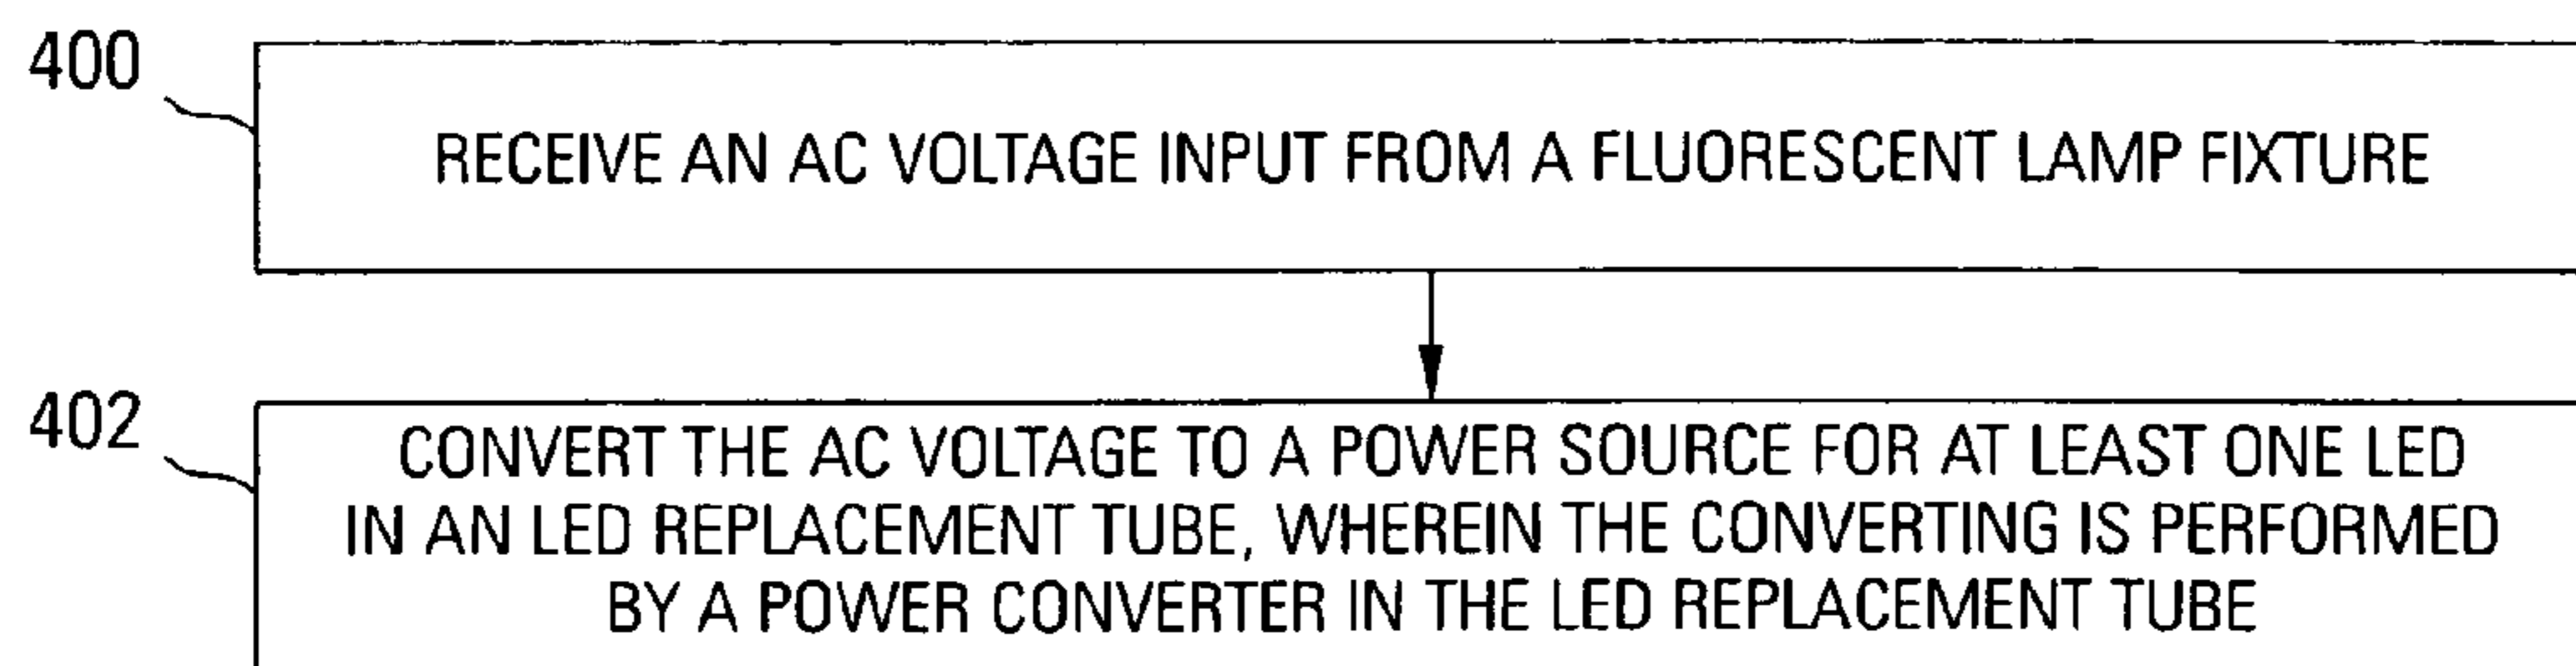 400
RECEIVE AN AC VOLTAGE INPUT FROM A FLUORESCENT LAMP FIXTURE
402
CONVERT THE AC VOLTAGE TO A POWER SOURCE FOR AT LEAST ONE LED
IN AN LED REPLACEMENT TUBE, WHEREIN THE CONVERTING IS PERFORMED
BY A POWER CONVERTER IN THE LED REPLACEMENT TUBE